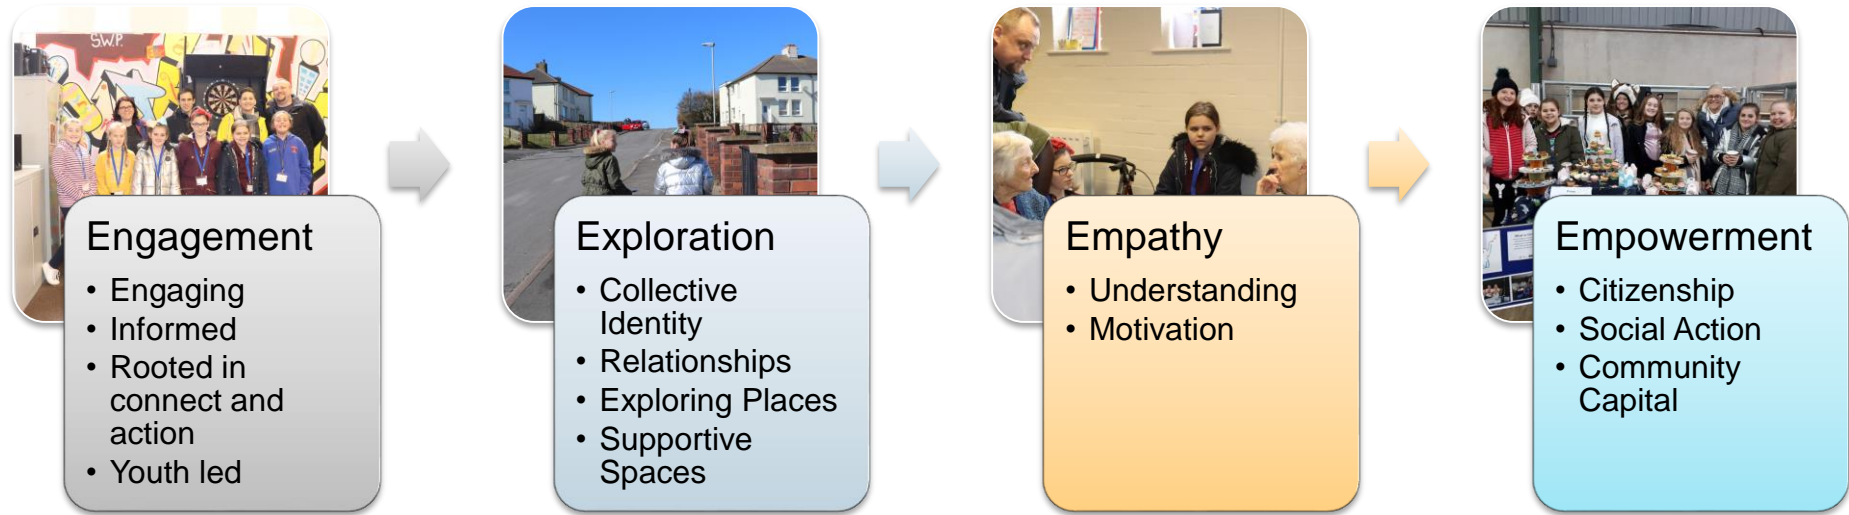 S.W.P.
Engagement
• Engaging
• Informed
• Rooted in
connect and
action
• Youth led
Exploration
• Collective
Identity
• Relationships
• Exploring Places
• Supportive
Spaces
Empathy
• Understanding
• Motivation
Empowerment
• Citizenship
• Social Action
• Community
Capital